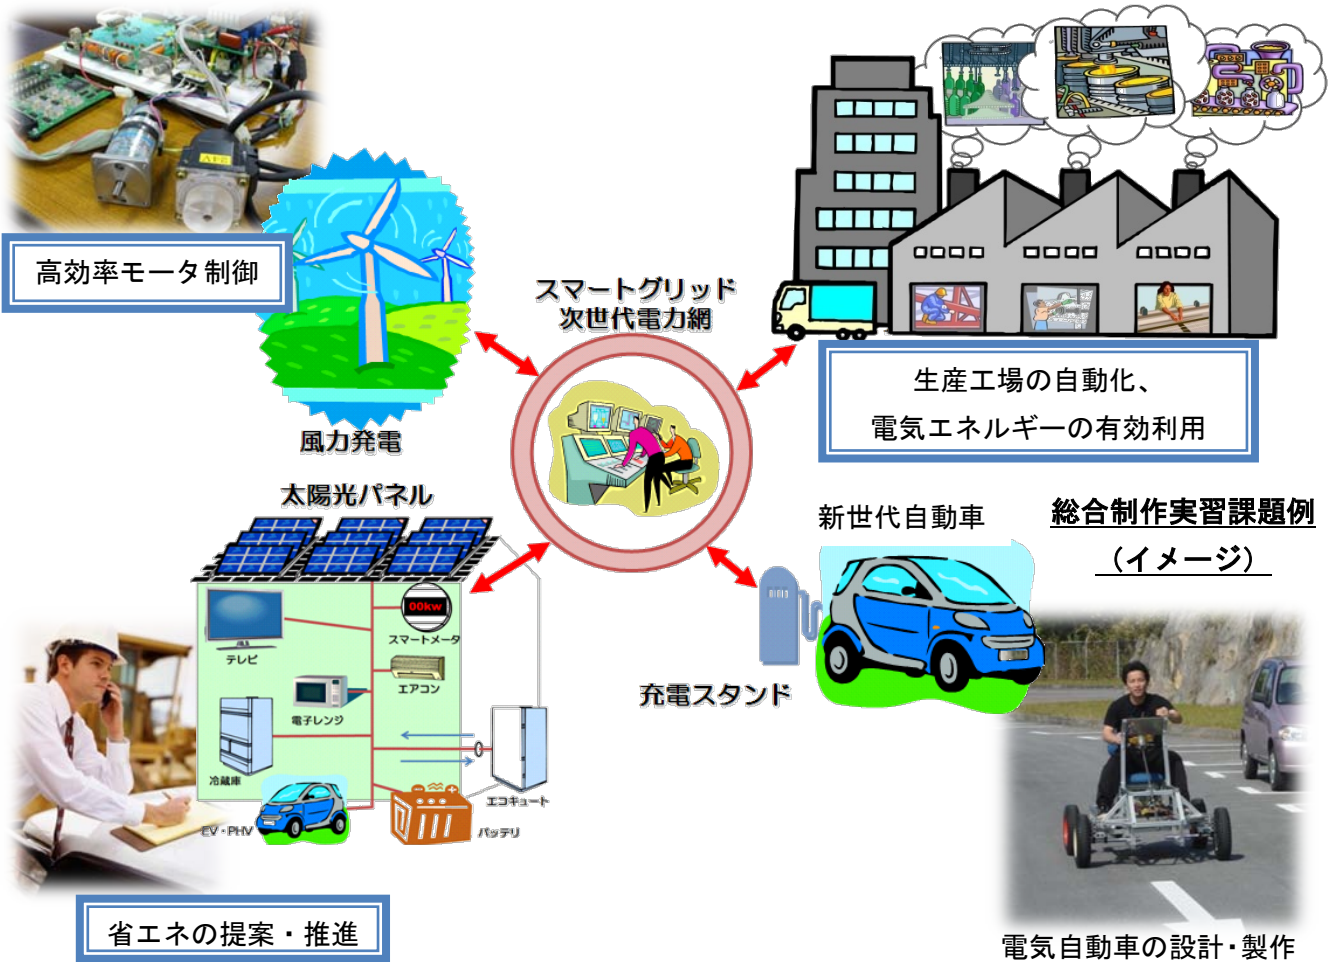 高効率モータ制御
スマートグリッド
次世代電力網
生産工場の自動化、
電気エネルギーの有効利用
風力発電
太陽光パネル
新世代自動車
総合制作実習課題例
（イメージ）
00kw
スマートメータ
テレビ
エアコン
電子レンジ
充電スタンド
冷蔵庫
エコキュート
EV・PHV
バッテリ
省エネの提案・推進
電気自動車の設計・製作